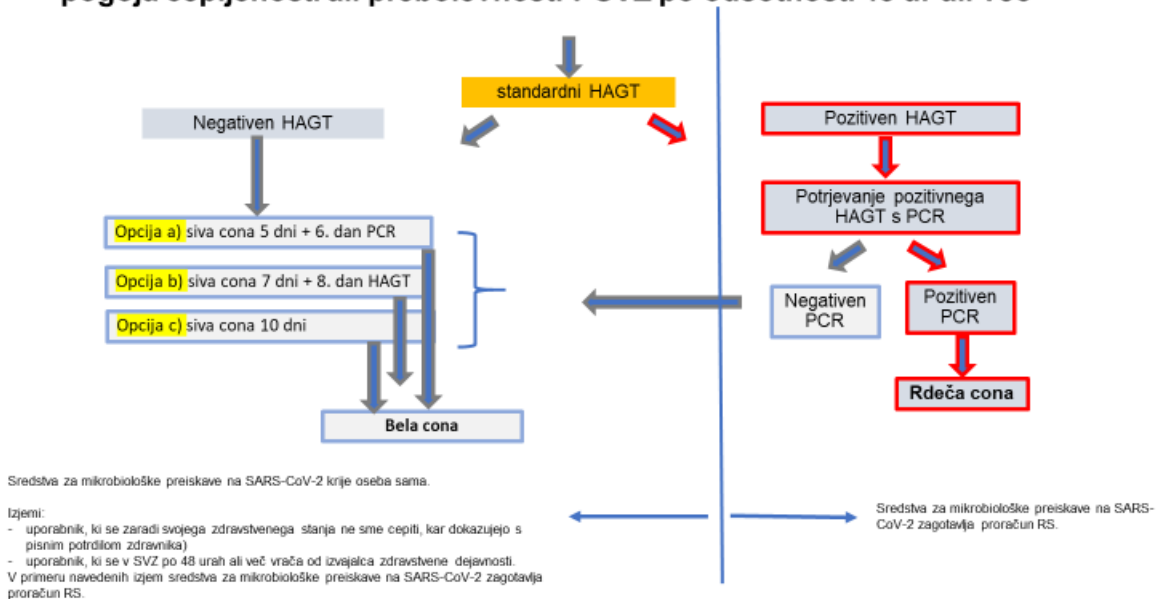 standardni HAGT
Negativen HAGT
Opcija a) siva cona 5 dni + 6. dan PCR
Opcija b) siva cona 7 dni + 8. dan HAGT
Opcija c) siva cona 10 dni
Bela cona
Pozitiven HAGT
Potrjevanje pozitivnega
HAGT s PCR
Negativen
PCR
Pozitiven
PCR
Rdeča cona
Sredstva za mikrobiološke preiskave na SARS-CoV-2 krije oseba sama.
Izjemi:
- uporabnik, ki se zaradi svojega zdravstvenega stanja ne sme cepiti, kar dokazujejo s
pisnim potrdilom zdravnika)
- uporabnik, ki se v SVZ po 48 urah ali več vrača od izvajalca zdravstvene dejavnosti.
V primeru navedenih izjem sredstva za mikrobiološke preiskave na SARS-CoV-2 zagotavlja
proračun RS.
Sredstva za mikrobiološke preiskave na SARS-
CoV-2 zagotavlja proračun RS.